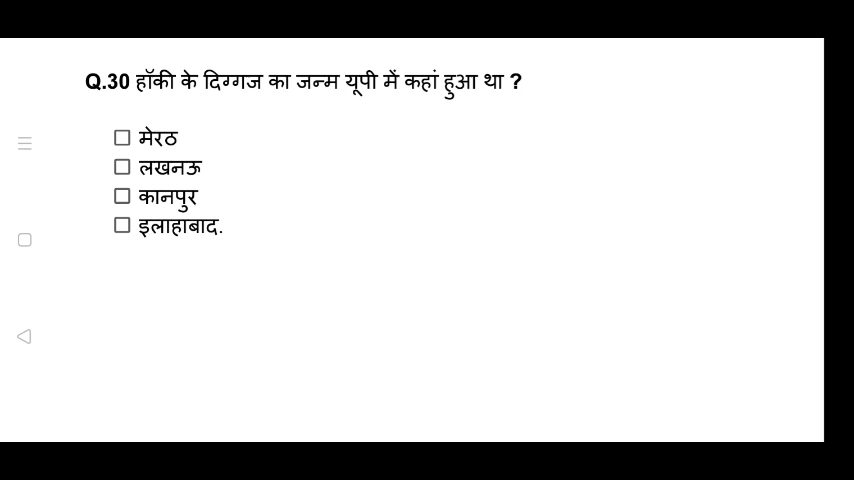 Q.30 हॉकी के दिग्गज का जन्म यूपी में कहां हुआ था ?
मेरठ
लखनऊ
कानपुर
इलाहाबाद.